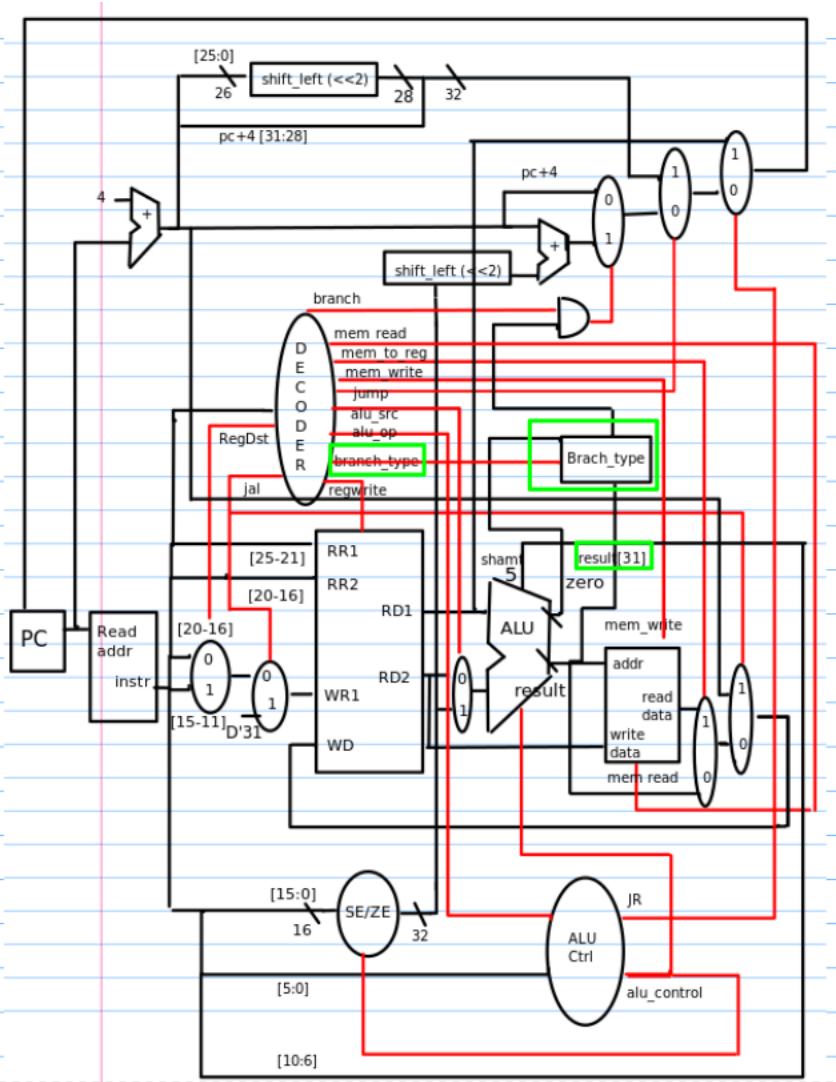 [25:0]
26
shift_left (<<2)
28
32
pc+4 [31:28]
4
+
pc+4
1
0
1
0
0
1
+
shift_left (<<2)
branch
mem read
mem_to_reg
mem_write
jump
alu_src
alu_op
branch_type
regwrite
DECODER
RegDst
jal
Brach_type
result[31]
shamt
5
zero
RR1
[25-21]
RR2
[20-16]
RD1
ALU
mem_write
PC
Read
addr
instr
[20-16]
0
1
[15-11]
0
1
D'31
WR1
RD2
WD
0
1
result
addr
read
data
write
data
mem read
1
0
1
0
[15:0]
16
SE/ZE
32
JR
ALU
Ctrl
alu_control
[5:0]
[10:6]